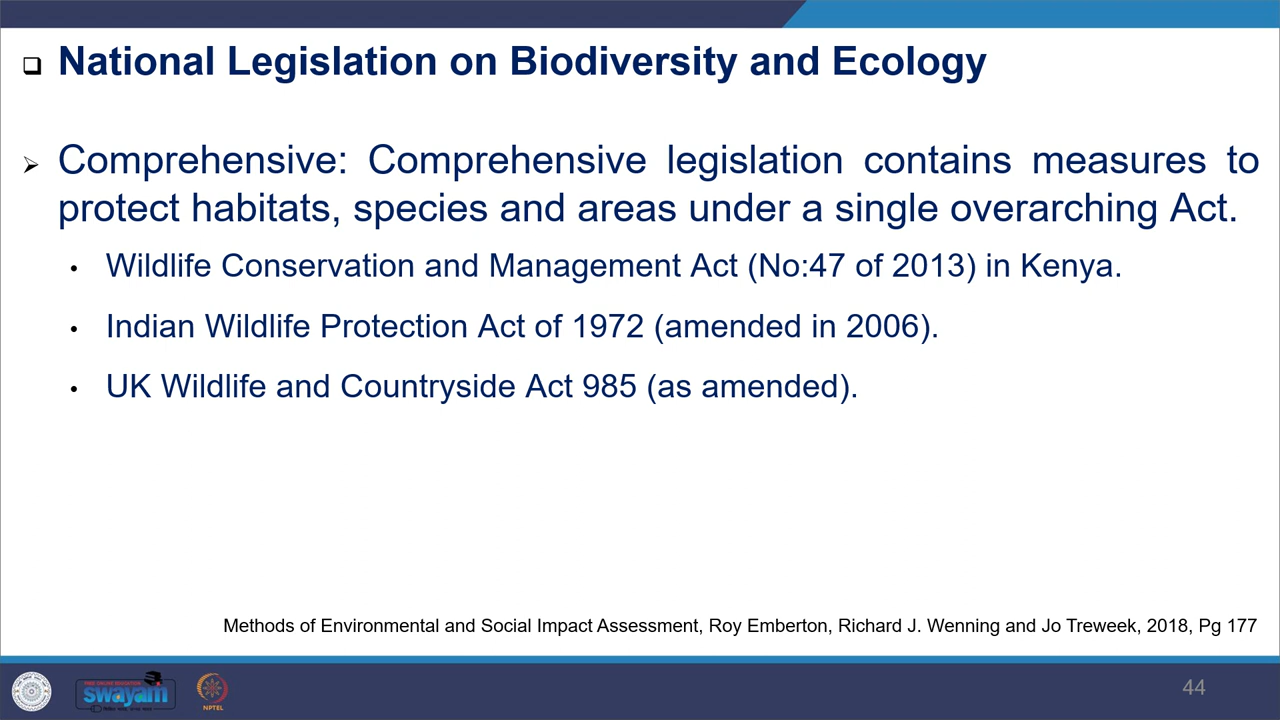 National Legislation on Biodiversity and Ecology
Comprehensive: Comprehensive legislation contains measures to
protect habitats, species and areas under a single overarching Act.
Wildlife Conservation and Management Act (No:47 of 2013) in Kenya.
Indian Wildlife Protection Act of 1972 (amended in 2006).
UK Wildlife and Countryside Act 985 (as amended).
Methods of Environmental and Social Impact Assessment, Roy Emberton, Richard J. Wenning and Jo Treweek, 2018, Pg 177
FREE ONLINE EDUCATION
swayam
NPTEL
44